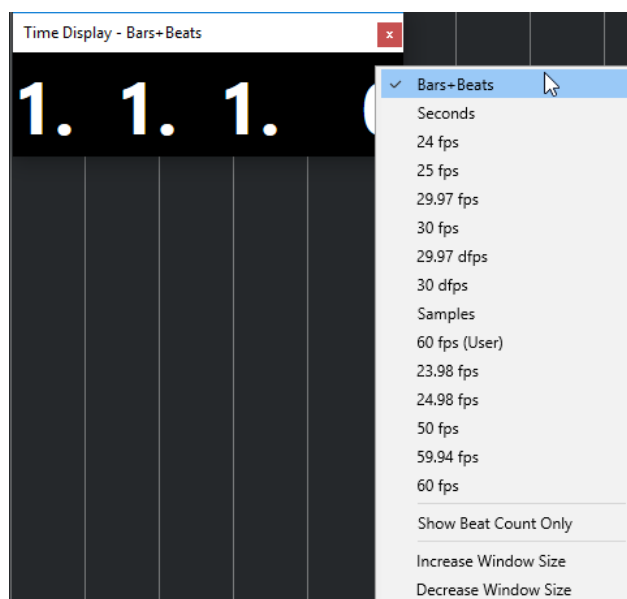 Time Display - Bars+Beats
x
1. 1. 1.
Bars+Beats
Seconds
24 fps
25 fps
29.97 fps
30 fps
29.97 dfps
30 dfps
Samples
60 fps (User)
23.98 fps
24.98 fps
50 fps
59.94 fps
60 fps
Show Beat Count Only
Increase Window Size
Decrease Window Size